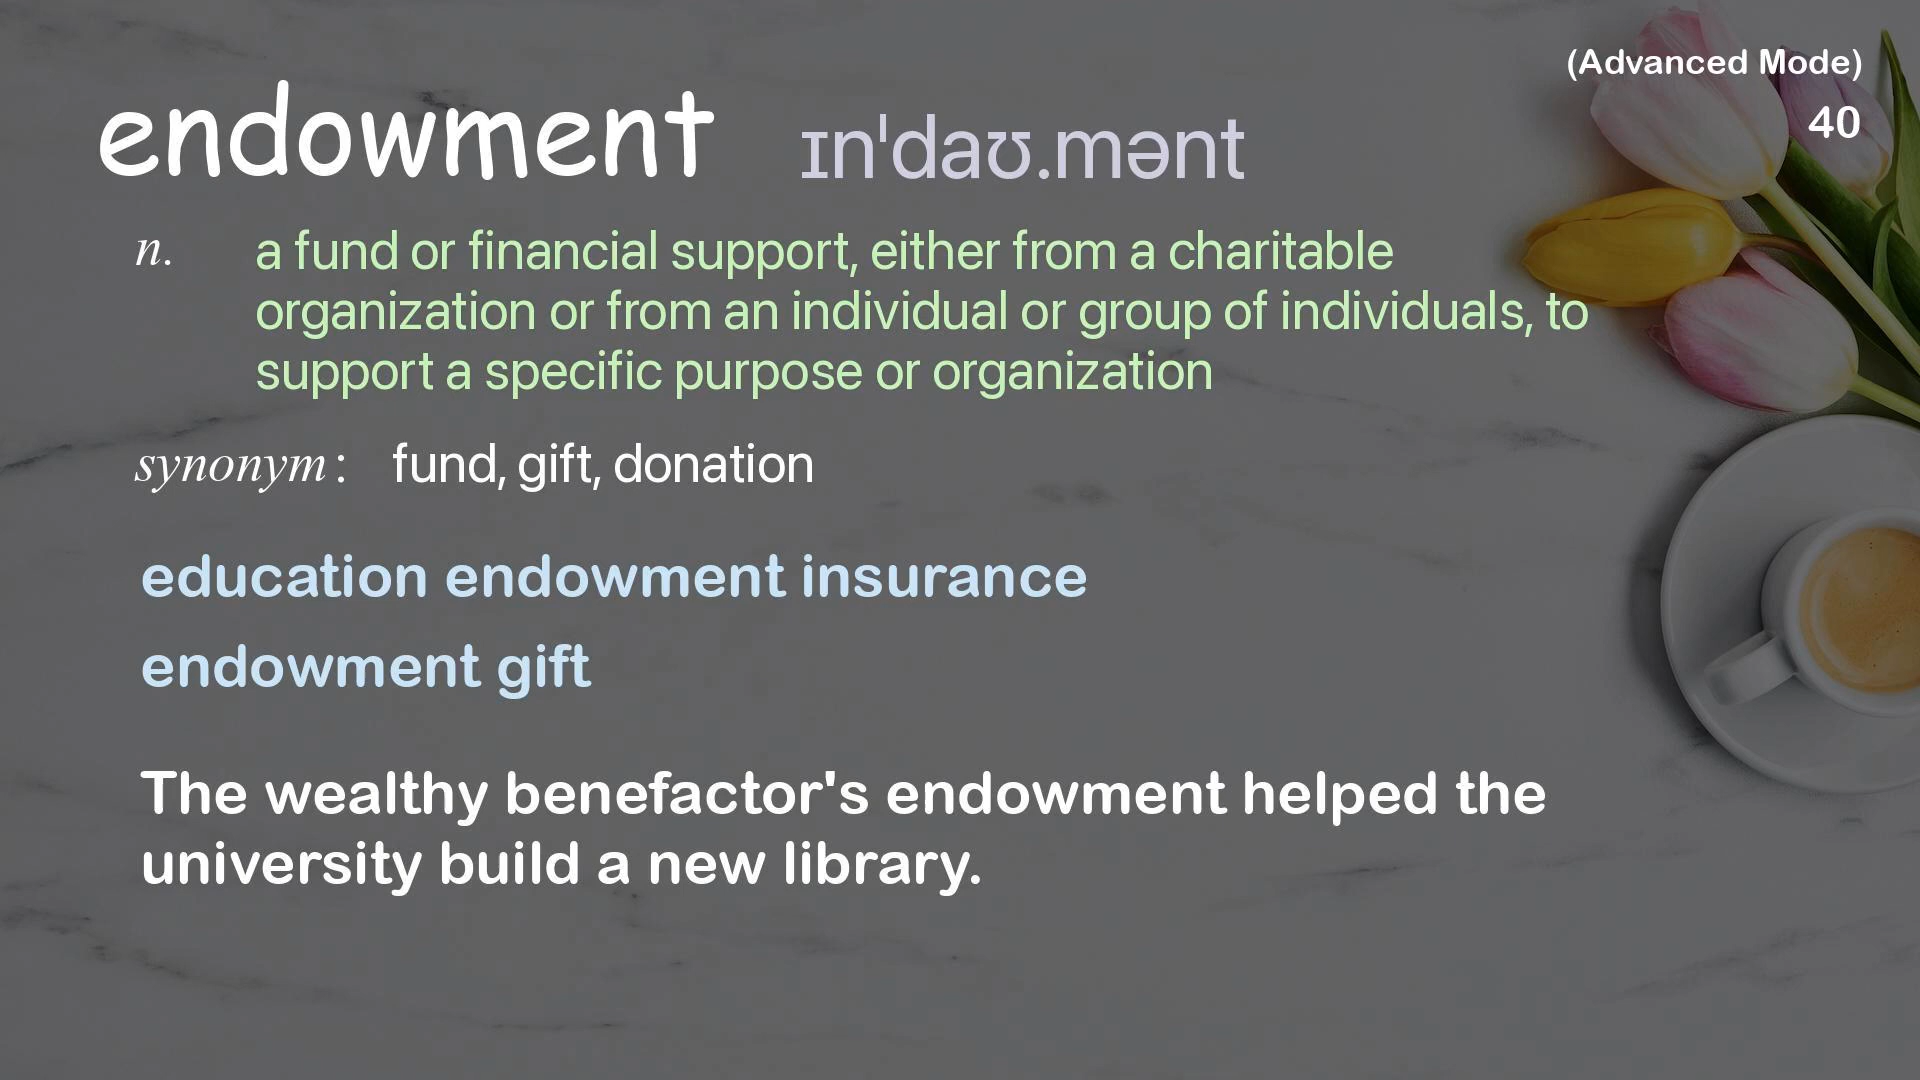 (Advanced Mode)
40
endowment ɪnˈdaʊ.mənt
n. a fund or financial support, either from a charitable
organization or from an individual or group of individuals, to
support a specific purpose or organization
synonym: fund, gift, donation
education endowment insurance
endowment gift
The wealthy benefactor's endowment helped the
university build a new library.